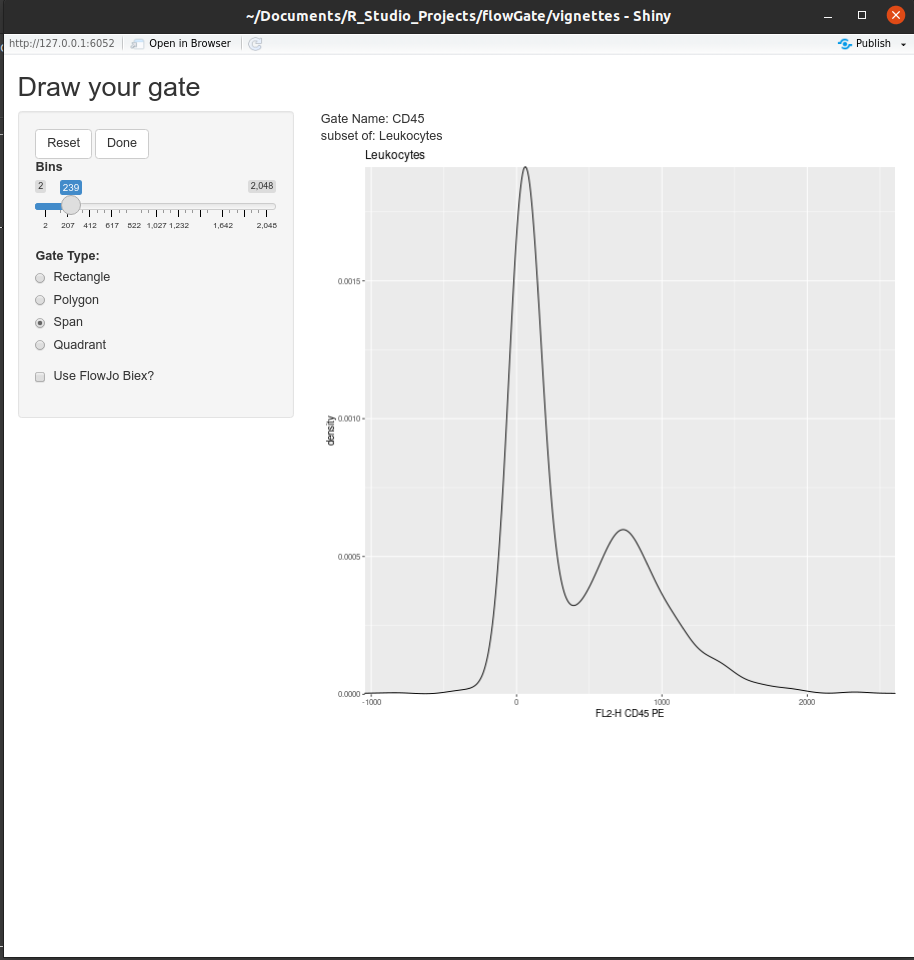 ~/Documents/R_Studio_Projects/flowGate/vignettes - Shiny
http://127.0.0.1:6052 Open in Browser Publish
Draw your gate
Reset Done
Bins
2 239 2,048
2 207 412 617 822 1,027 1,232 1,642 2,048
Gate Type:
Rectangle
Polygon
Span
Quadrant
Use FlowJo Biex?
Gate Name: CD45
subset of: Leukocytes
Leukocytes
0.0015
0.0010
0.0005
0.0000
density
-1000 0 1000 2000
FL2-H CD45 PE